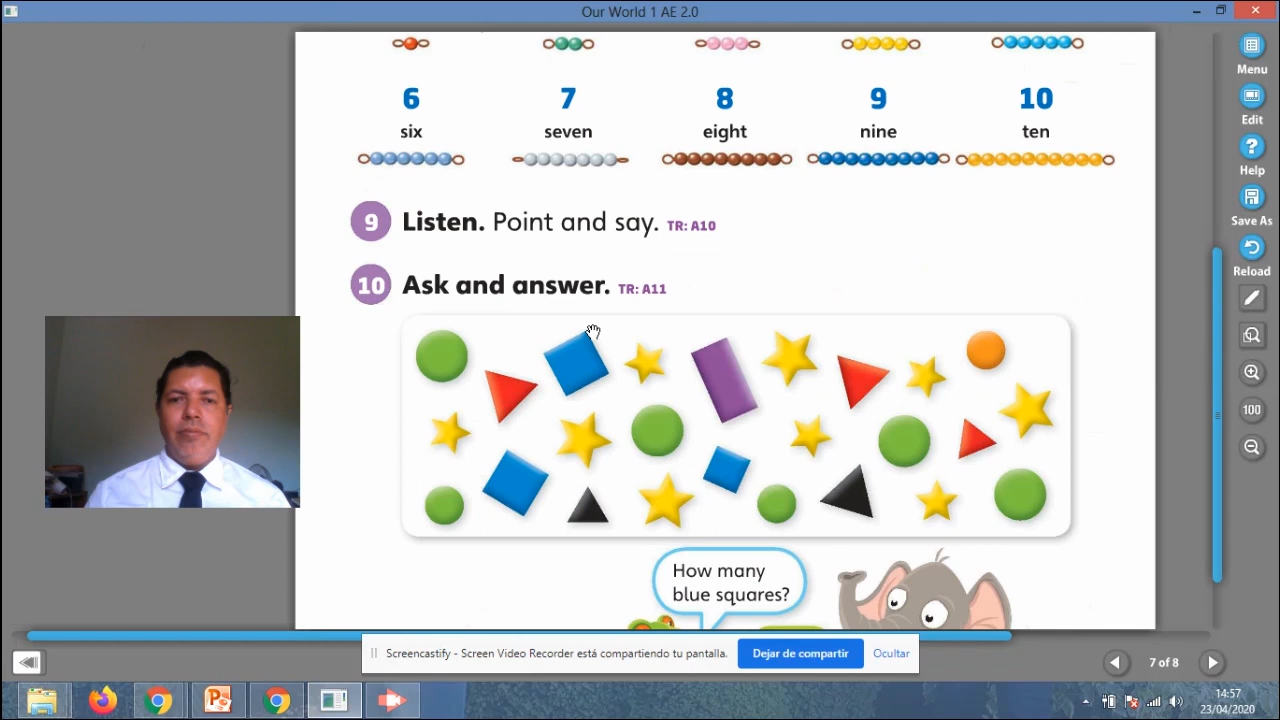 Our World 1 AE 2.0
6 7 8 9 10
six seven eight nine ten
9 Listen. Point and say. TR: A10
10 Ask and answer. TR: A11
How many
blue squares?
Menu
Edit
Help
Save As
Reload
100
Screencastify - Screen Video Recorder está compartiendo tu pantalla. Dejar de compartir Ocultar
7 of 8
14:57
23/04/2020